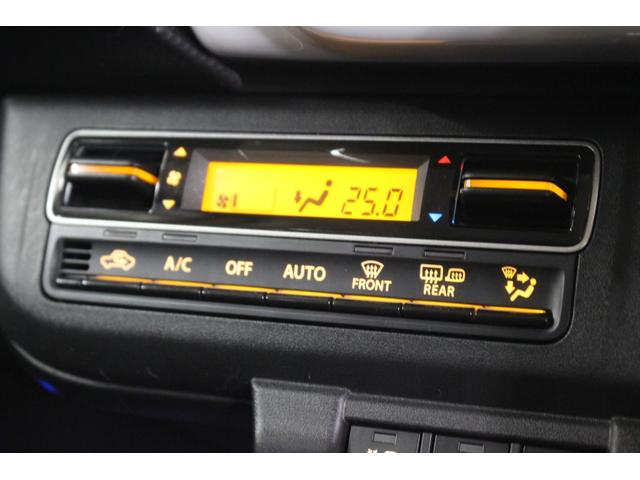 25.0
A/C OFF AUTO FRONT REAR